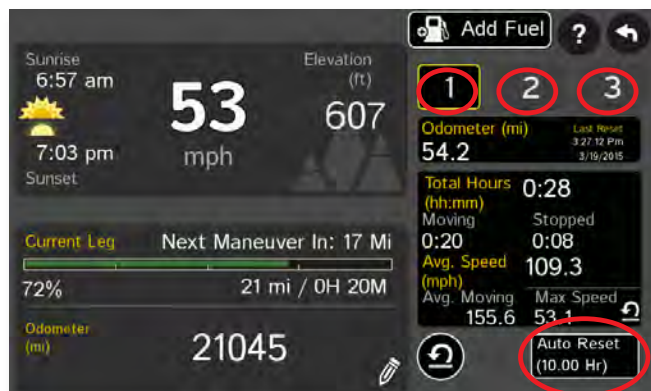 Add Fuel
?
Sunrise
6:57 am
7:03 pm
Sunset
53
mph
Elevation
(ft)
607
1
2
3
Odometer (mi)
54.2
Last Reset
3:27:12 Pm
3/19/2015
Total Hours
(hh:mm)
0:28
Moving
Stopped
0:20
0:08
Avg. Speed
(mph)
109.3
Avg. Moving
Max Speed
155.6
53.1
Current Leg
Next Maneuver In: 17 Mi
72%
21 mi / 0H 20M
Odometer
(mi)
21045
Auto Reset
(10.00 Hr)